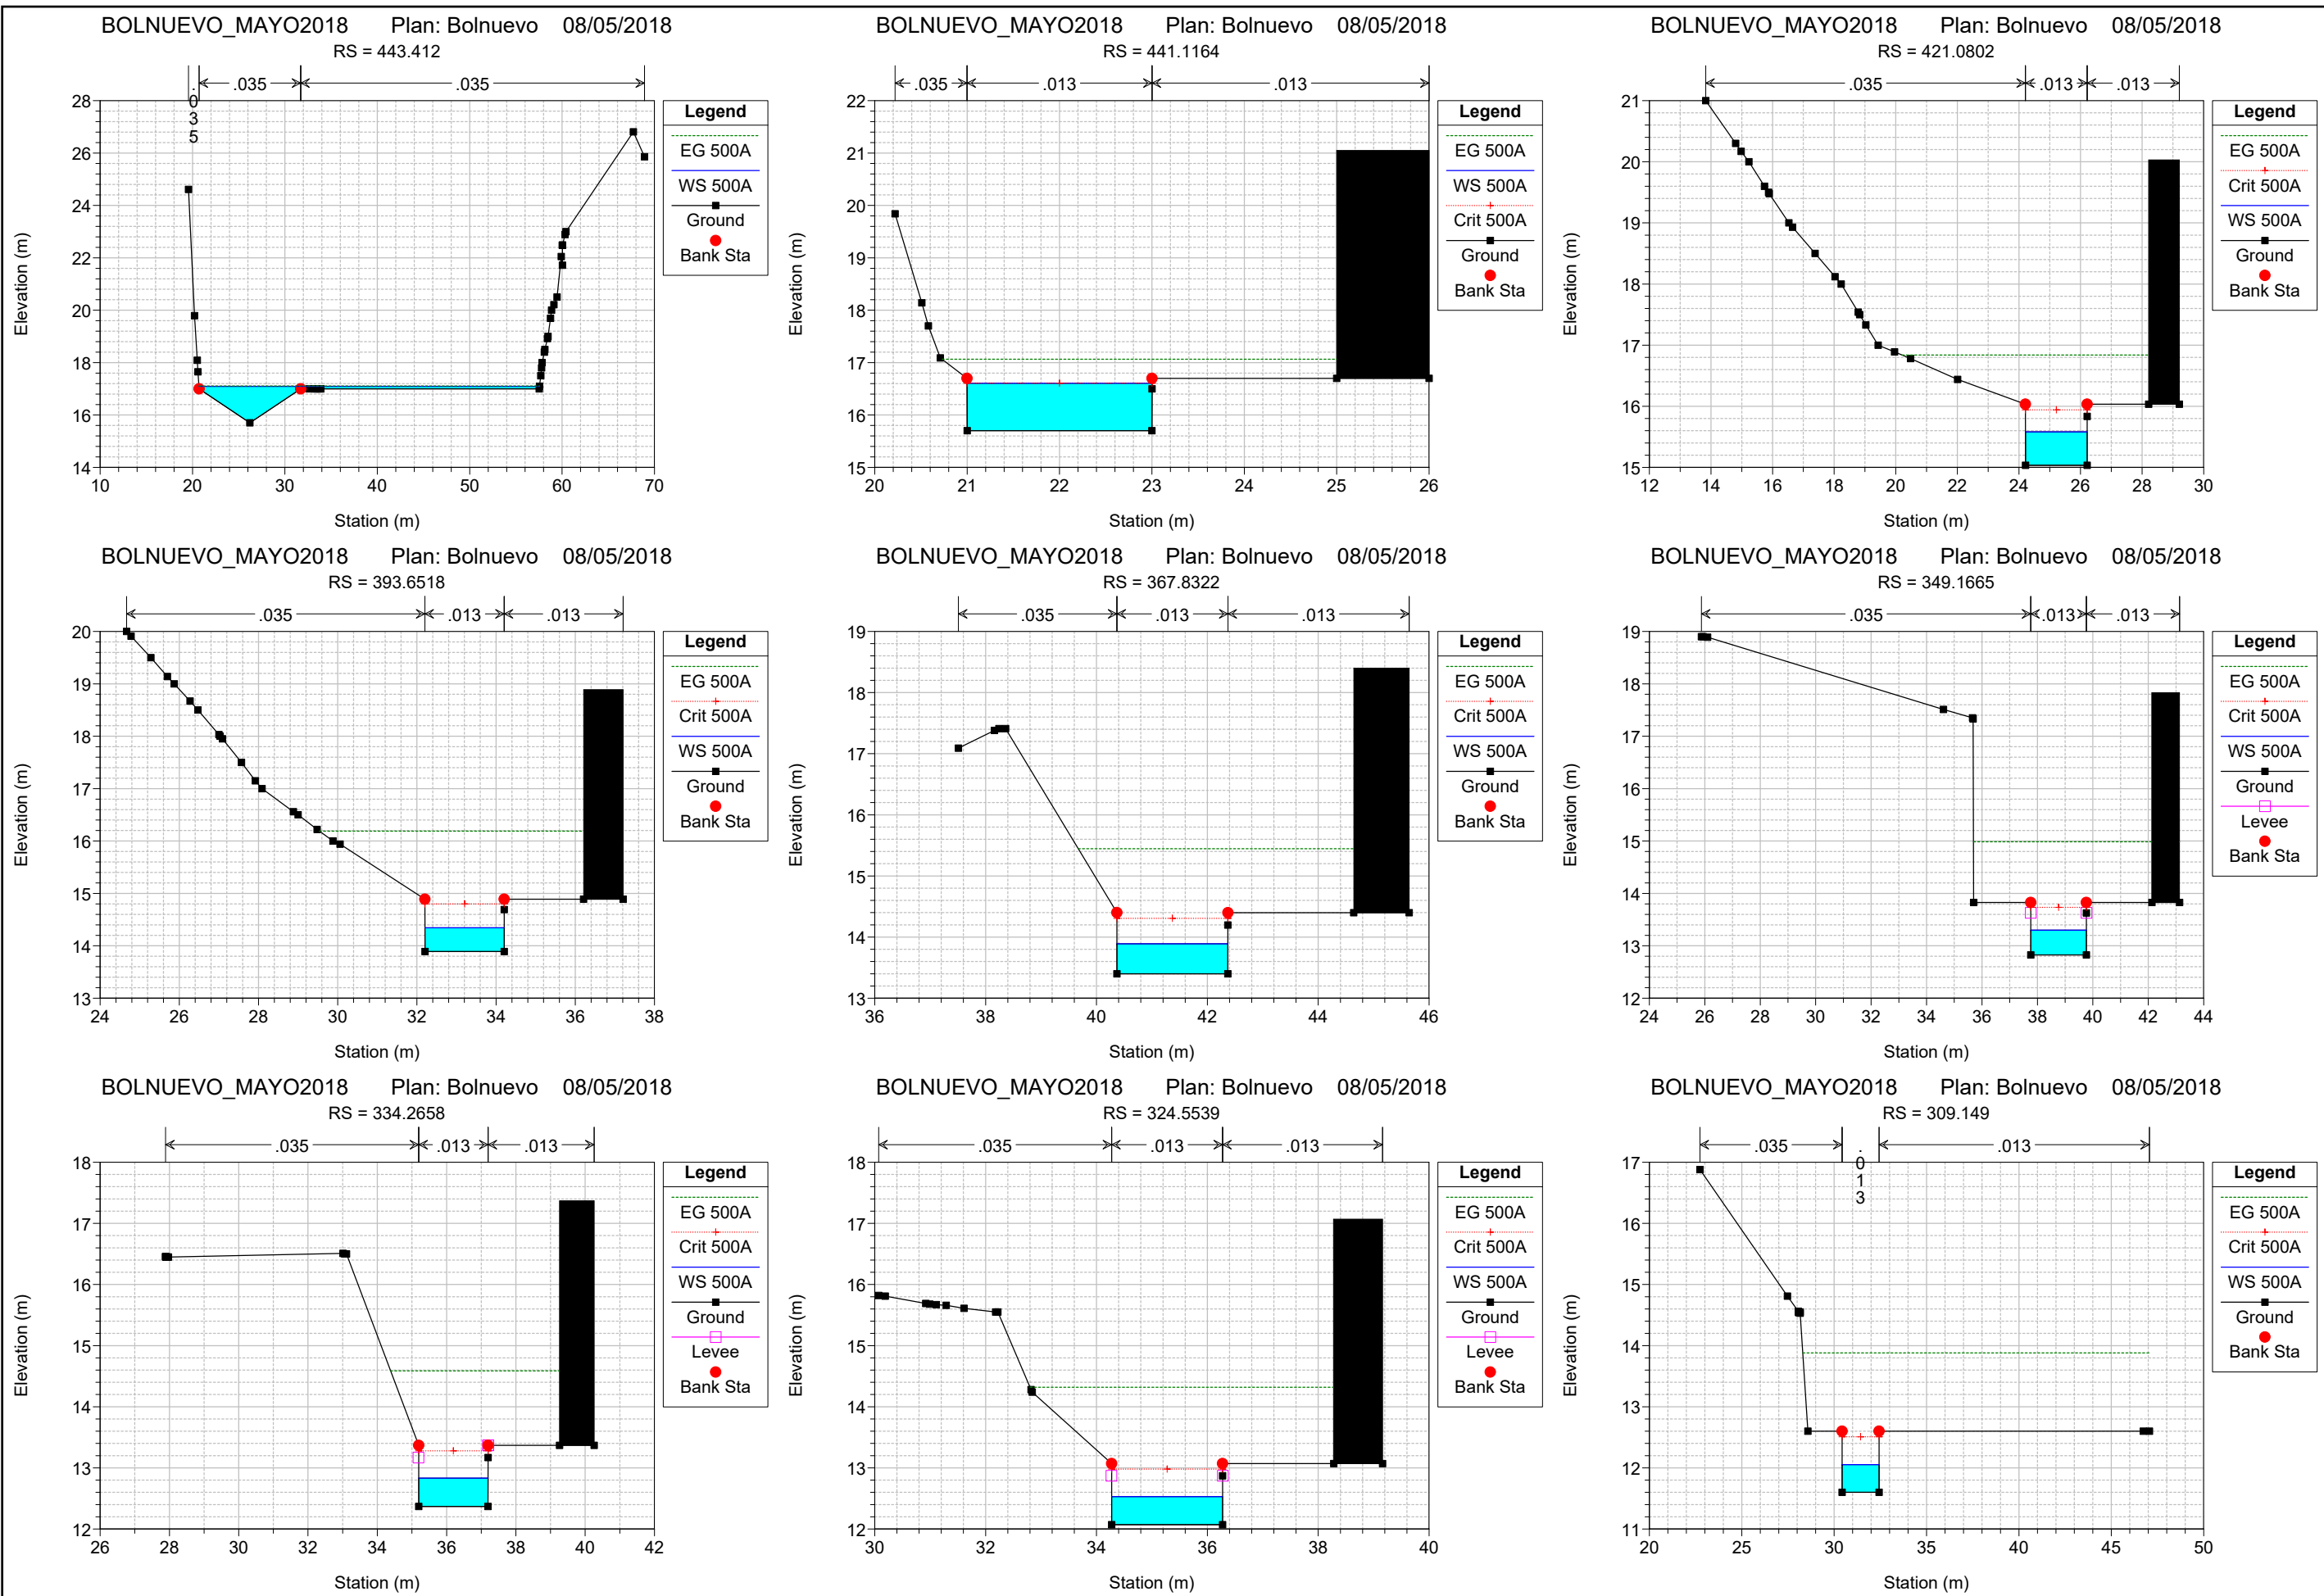 BOLNUEVO_MAYO2018 Plan: Bolnuevo 08/05/2018
RS = 443.412
.035
.035
.035
28
26
24
22
20
18
16
14
Elevation (m)
10 20 30 40 50 60 70
Station (m)
Legend
EG 500A
WS 500A
Ground
Bank Sta
BOLNUEVO_MAYO2018 Plan: Bolnuevo 08/05/2018
RS = 441.1164
.035 .013 .013
22
21
20
19
18
17
16
15
Elevation (m)
20 21 22 23 24 25 26
Station (m)
Legend
EG 500A
WS 500A
Crit 500A
Ground
Bank Sta
BOLNUEVO_MAYO2018 Plan: Bolnuevo 08/05/2018
RS = 421.0802
.035 .013 .013
21
20
19
18
17
16
15
Elevation (m)
12 14 16 18 20 22 24 26 28 30
Station (m)
Legend
EG 500A
Crit 500A
WS 500A
Ground
Bank Sta
BOLNUEVO_MAYO2018 Plan: Bolnuevo 08/05/2018
RS = 393.6518
.035 .013 .013
20
19
18
17
16
15
14
13
Elevation (m)
24 26 28 30 32 34 36 38
Station (m)
Legend
EG 500A
Crit 500A
WS 500A
Ground
Bank Sta
BOLNUEVO_MAYO2018 Plan: Bolnuevo 08/05/2018
RS = 367.8322
.035 .013 .013
19
18
17
16
15
14
13
Elevation (m)
36 38 40 42 44 46
Station (m)
Legend
EG 500A
Crit 500A
WS 500A
Ground
Bank Sta
BOLNUEVO_MAYO2018 Plan: Bolnuevo 08/05/2018
RS = 349.1665
.035 .013 .013
19
18
17
16
15
14
13
12
Elevation (m)
24 26 28 30 32 34 36 38 40 42 44
Station (m)
Legend
EG 500A
Crit 500A
WS 500A
Ground
Levee
Bank Sta
BOLNUEVO_MAYO2018 Plan: Bolnuevo 08/05/2018
RS = 334.2658
.035 .013 .013
18
17
16
15
14
13
12
Elevation (m)
26 28 30 32 34 36 38 40 42
Station (m)
Legend
EG 500A
Crit 500A
WS 500A
Ground
Levee
Bank Sta
BOLNUEVO_MAYO2018 Plan: Bolnuevo 08/05/2018
RS = 324.5539
.035 .013 .013
18
17
16
15
14
13
12
Elevation (m)
30 32 34 36 38 40
Station (m)
Legend
EG 500A
Crit 500A
WS 500A
Ground
Levee
Bank Sta
BOLNUEVO_MAYO2018 Plan: Bolnuevo 08/05/2018
RS = 309.149
.035 .013 .013
17
16
15
14
13
12
11
Elevation (m)
20 25 30 35 40 45 50
Station (m)
Legend
EG 500A
Crit 500A
WS 500A
Ground
Bank Sta